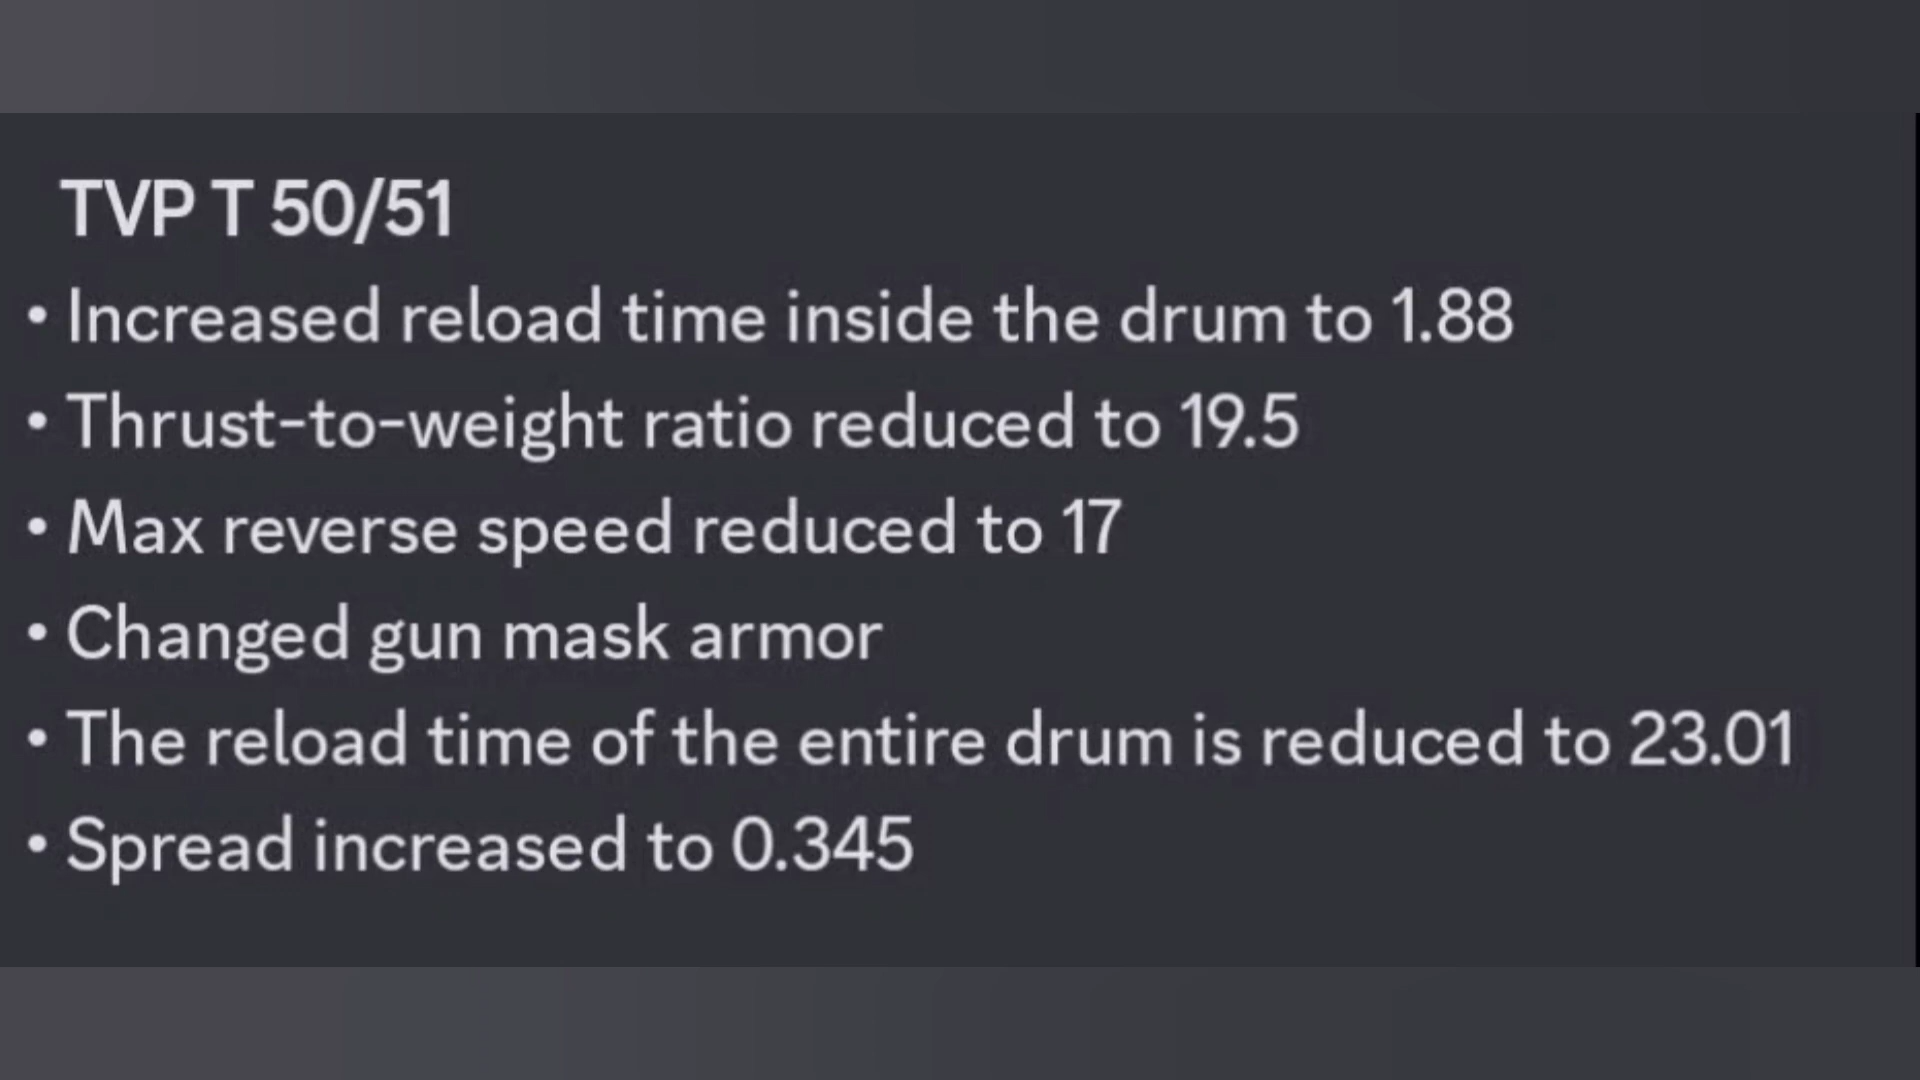 TVP T 50/51
• Increased reload time inside the drum to 1.88
• Thrust-to-weight ratio reduced to 19.5
• Max reverse speed reduced to 17
• Changed gun mask armor
• The reload time of the entire drum is reduced to 23.01
• Spread increased to 0.345